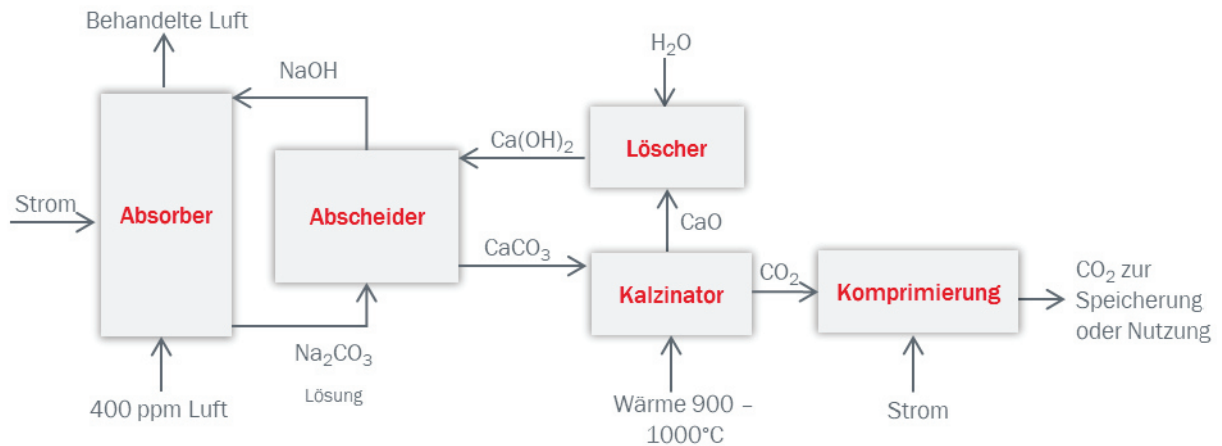 Behandelte Luft
NaOH
H₂O
Ca(OH)₂
Löscher
Strom
Absorber
Abscheider
CaO
CaCO₃
Kalzinator
CO₂
Komprimierung
CO₂ zur
Speicherung
oder Nutzung
Na₂CO₃
Lösung
400 ppm Luft
Wärme 900 –
1000°C
Strom